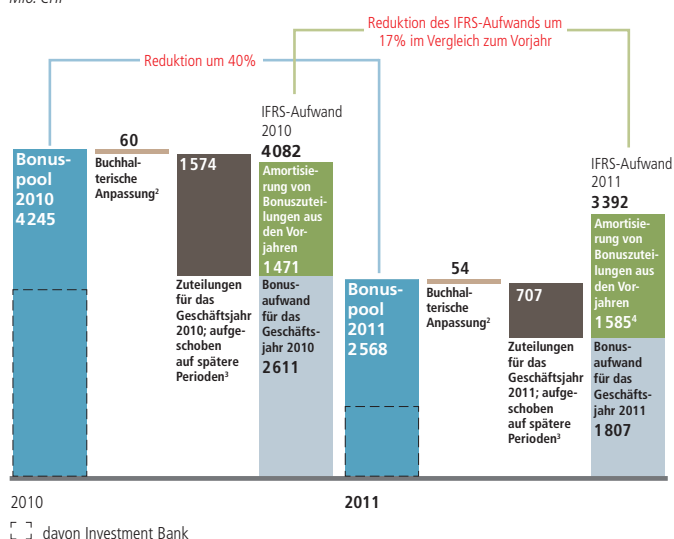 Reduktion des IFRS-Aufwands um
17% im Vergleich zum Vorjahr
Reduktion um 40%
IFRS-Aufwand
2010
4082
60
Bonus-
pool
2010
4245
Buchhal-
terische
Anpassung²
1574
Amortisie-
rung von
Bonuszutei-
lungen aus
den Vor-
jahren
1471
Zuteilungen
für das
Geschäftsjahr
2010; aufge-
schoben
auf spätere
Perioden³
Bonus-
aufwand
für das
Geschäfts-
jahr 2010
2611
IFRS-Aufwand
2011
3392
Bonus-
pool
2011
2568
54
Buchhal-
terische
Anpassung²
707
Zuteilungen
für das
Geschäftsjahr
2011; aufge-
schoben
auf spätere
Perioden³
Amortisie-
rung von
Bonuszutei-
lungen aus
den Vor-
jahren
1585⁴
Bonus-
aufwand
für das
Geschäfts-
jahr 2011
1807
2010
2011
davon Investment Bank